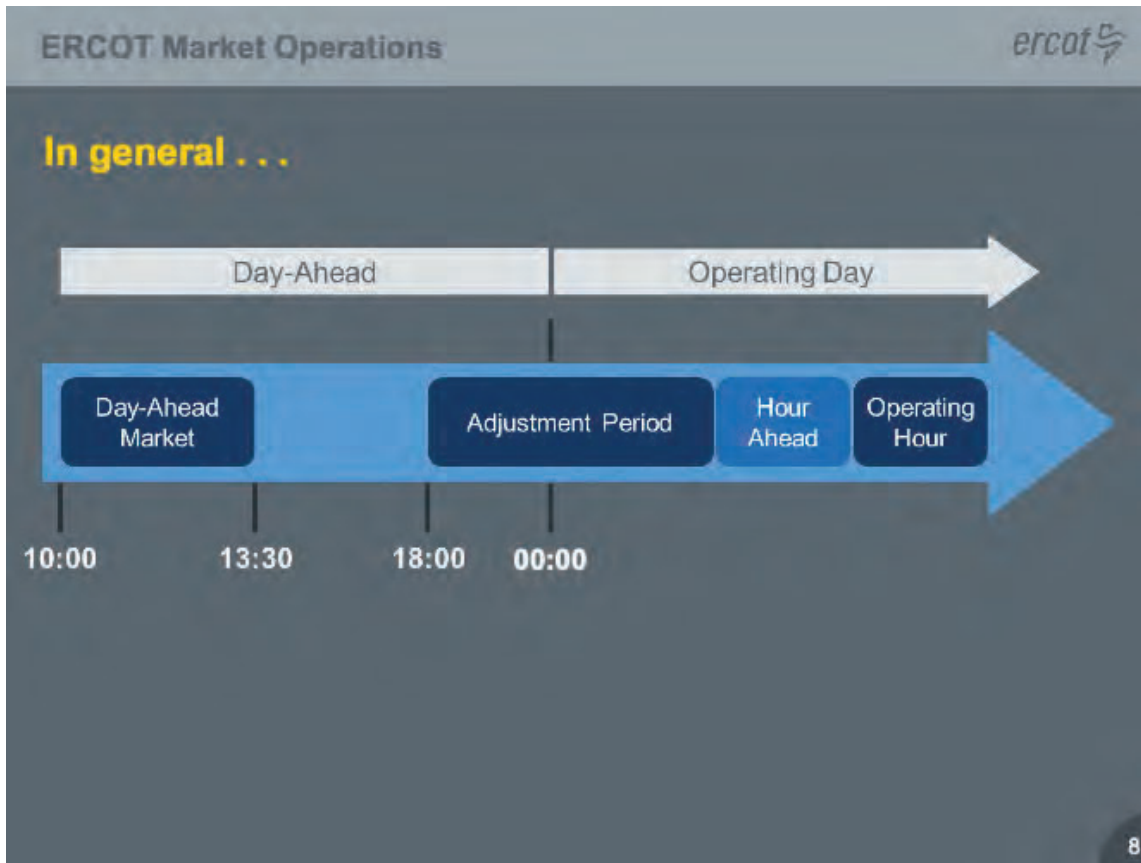 ERCOT Market Operations
ercot
In general . . .
Day-Ahead
Operating Day
Day-Ahead
Market
Adjustment Period
Hour
Ahead
Operating
Hour
10:00
13:30
18:00
00:00
8